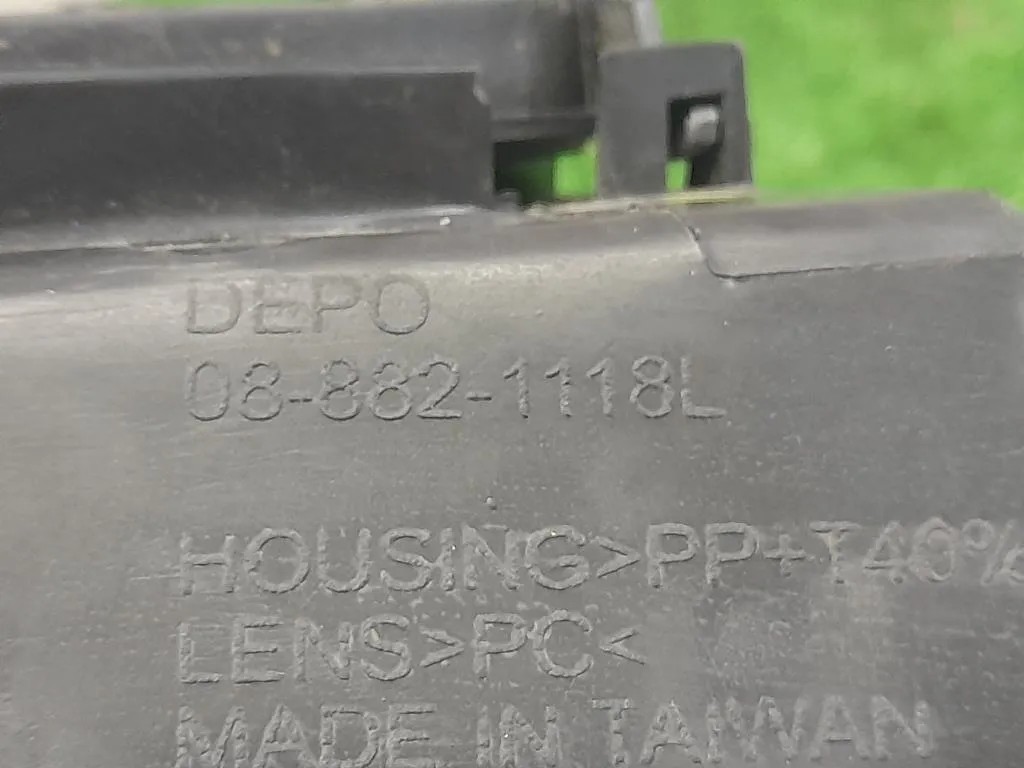 DEPO
08-882-1118L
HOUSING>PP+T40%
LENS>PC<
MADE IN TAIWAN